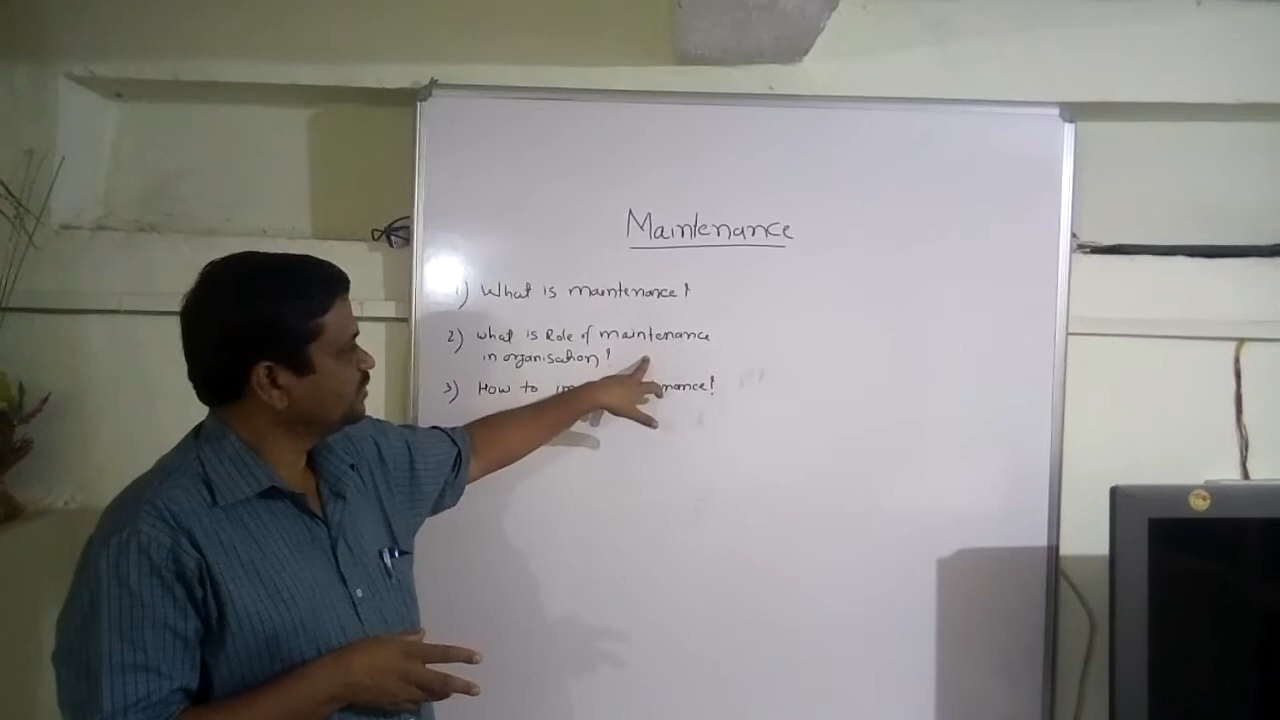 Maintenance
1) What is maintenance?
2) what is Role of maintenance
in organisation?
3) How to